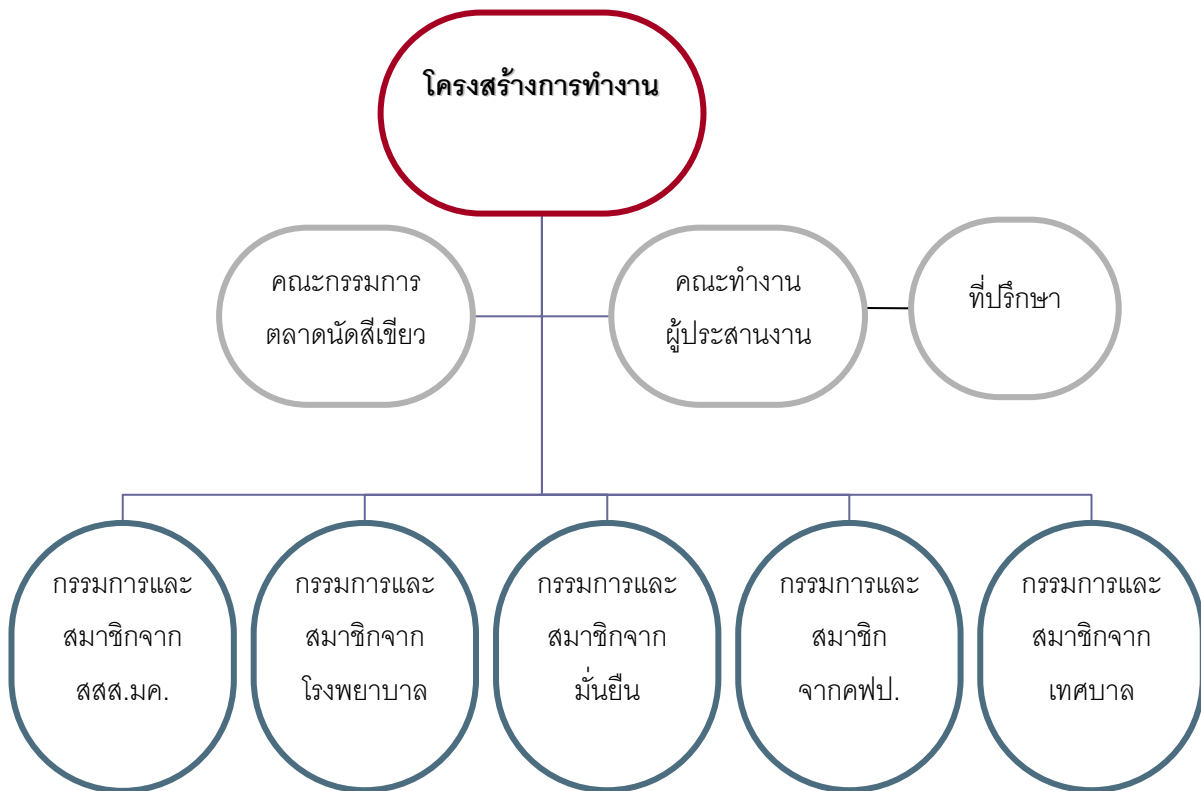 โครงสร้างการทำงาน
คณะกรรมการ
ตลาดนัดสีเขียว
คณะทำงาน
ผู้ประสานงาน
ที่ปรึกษา
กรรมการและ
สมาชิกจาก
สสส.มค.
กรรมการและ
สมาชิกจาก
โรงพยาบาล
กรรมการและ
สมาชิกจาก
มั่นยืน
กรรมการและ
สมาชิก
จากคฟป.
กรรมการและ
สมาชิกจาก
เทศบาล